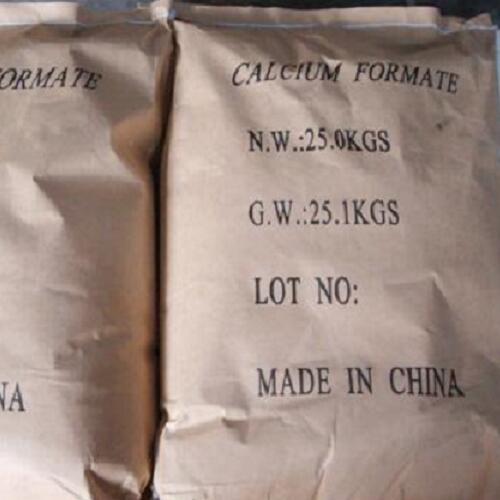 ORMATE
NA
CALCIUM FORMATE
N.W.:25.0KGS
G.W.:25.1KGS
LOT NO:
MADE IN CHINA